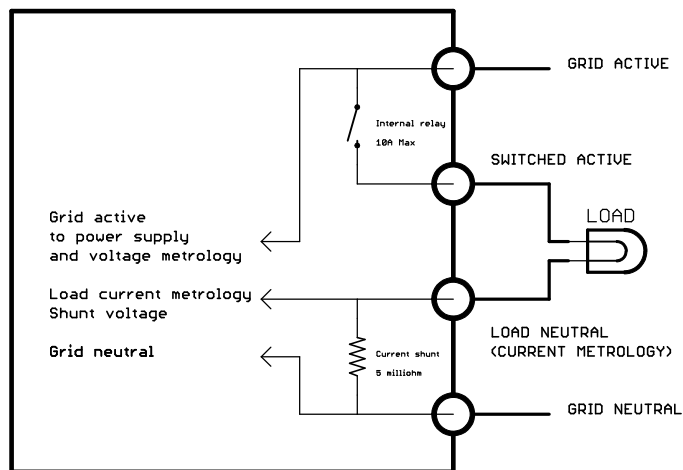 GRID ACTIVE
Internal relay
10A Max
SWITCHED ACTIVE
LOAD
Grid active
to power supply
and voltage metrology
Load current metrology
Shunt voltage
Grid neutral
Current shunt
5 milliohm
LOAD NEUTRAL
(CURRENT METROLOGY)
GRID NEUTRAL